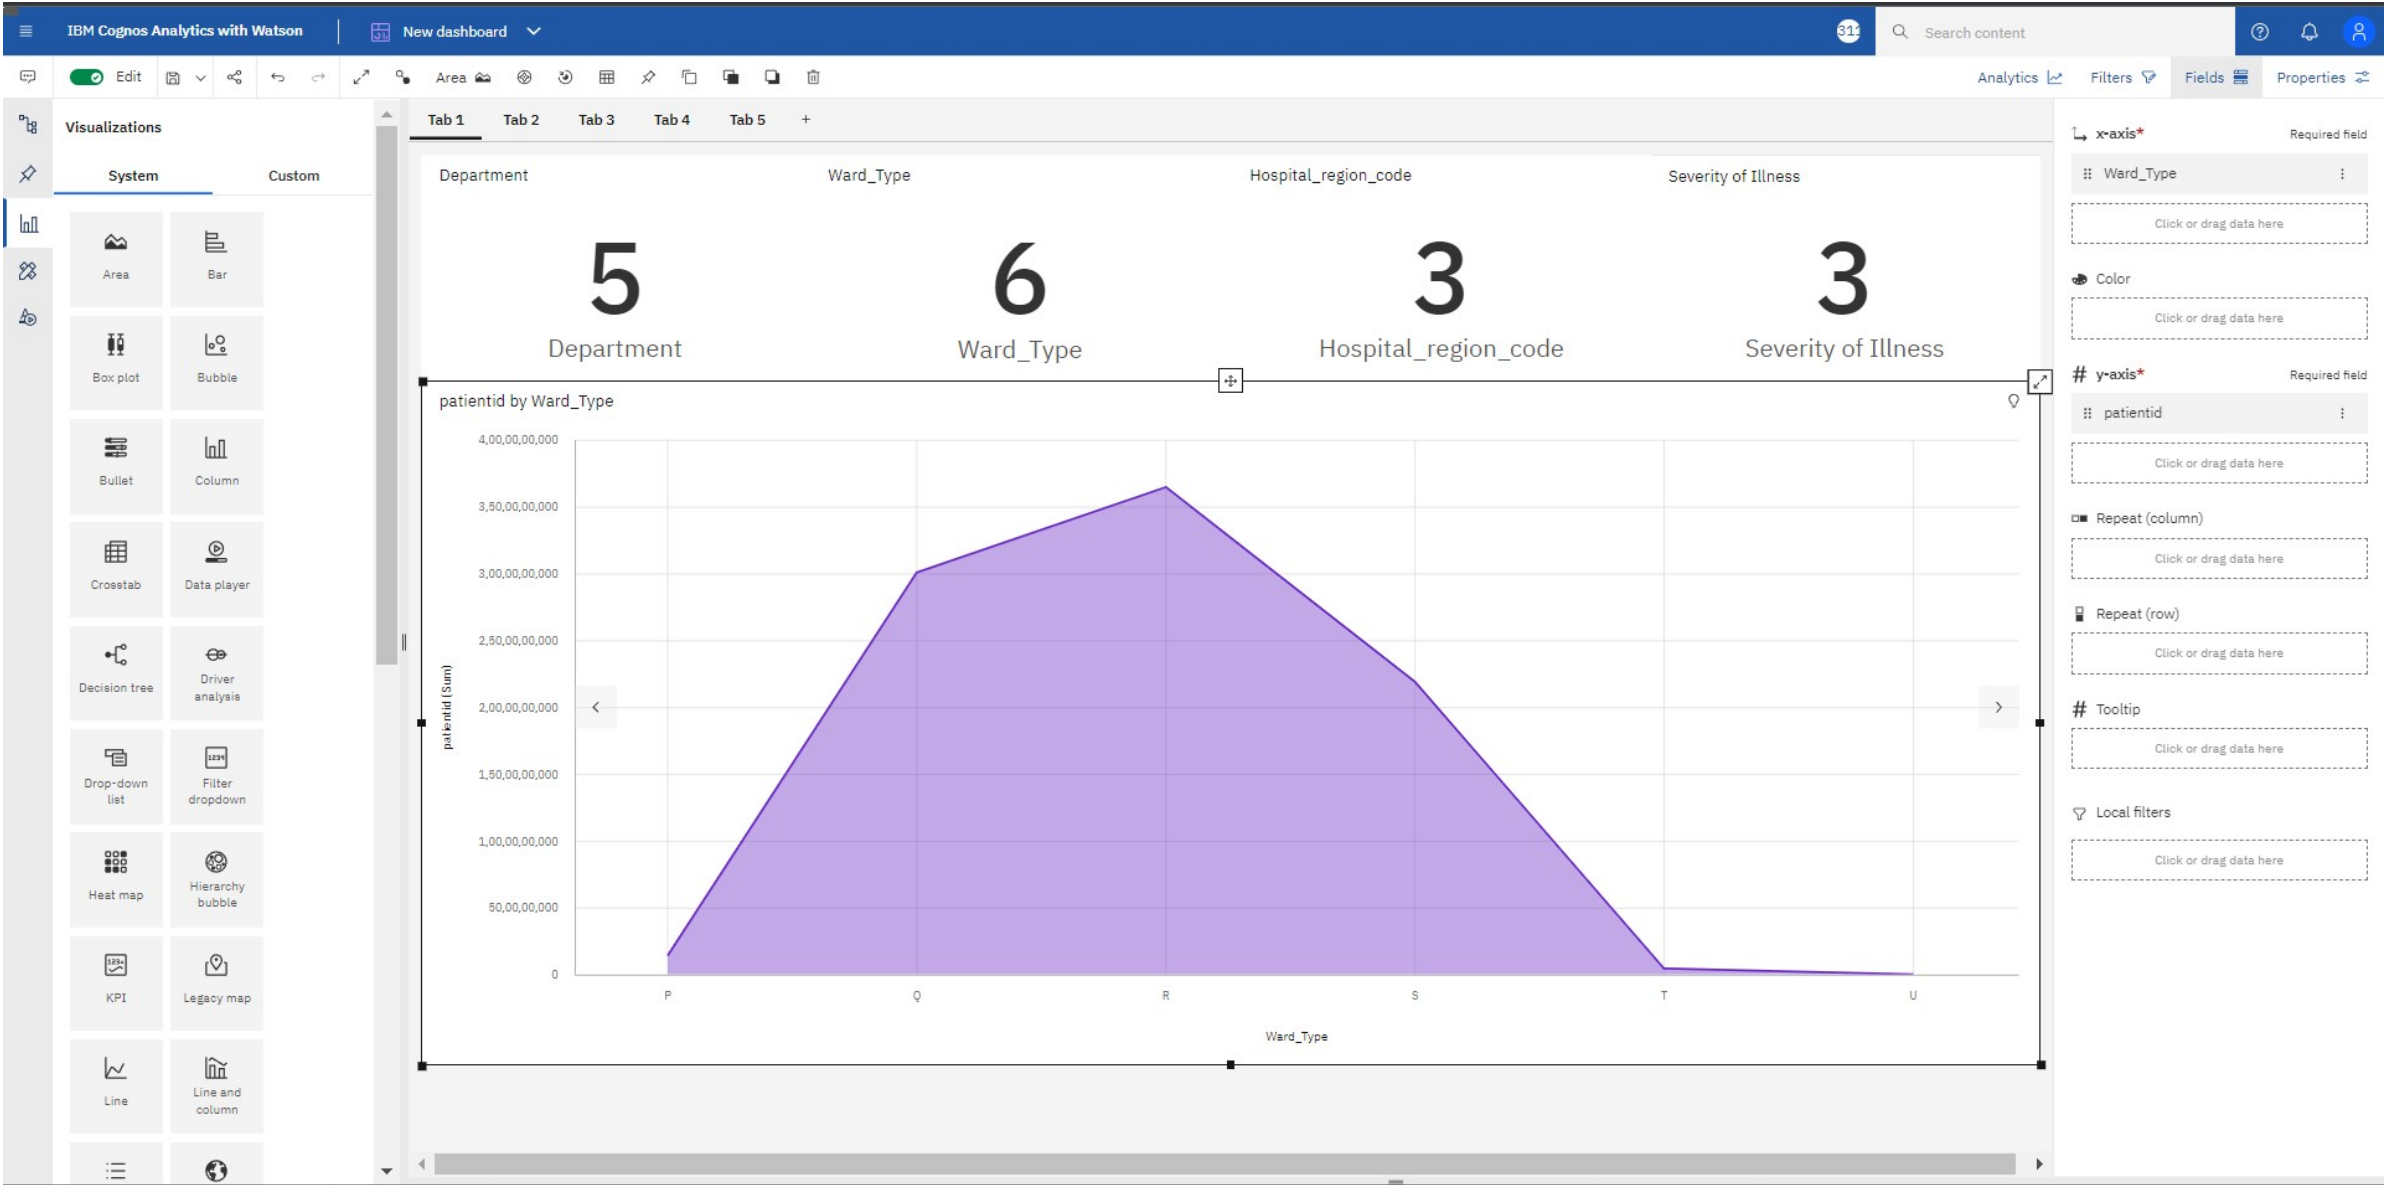 IBM Cognos Analytics with Watson
New dashboard
311
Search content
Edit
Area
Analytics
Filters
Fields
Properties
Visualizations
System
Custom
Area
Bar
Box plot
Bubble
Bullet
Column
Crosstab
Data player
Decision tree
Driver
analysis
Drop-down
list
Filter
dropdown
Heat map
Hierarchy
bubble
KPI
Legacy map
Line
Line and
column
Tab 1
Tab 2
Tab 3
Tab 4
Tab 5
+
Department
Ward_Type
Hospital_region_code
Severity of Illness
5
6
3
3
Department
Ward_Type
Hospital_region_code
Severity of Illness
patientid by Ward_Type
4,00,00,00,000
3,50,00,00,000
3,00,00,00,000
2,50,00,00,000
2,00,00,00,000
1,50,00,00,000
1,00,00,00,000
50,00,00,000
0
patientid (Sum)
P
Q
R
S
T
U
Ward_Type
x-axis*
Required field
Ward_Type
Click or drag data here
Color
Click or drag data here
# y-axis*
Required field
patientid
Click or drag data here
Repeat (column)
Click or drag data here
Repeat (row)
Click or drag data here
# Tooltip
Click or drag data here
Local filters
Click or drag data here